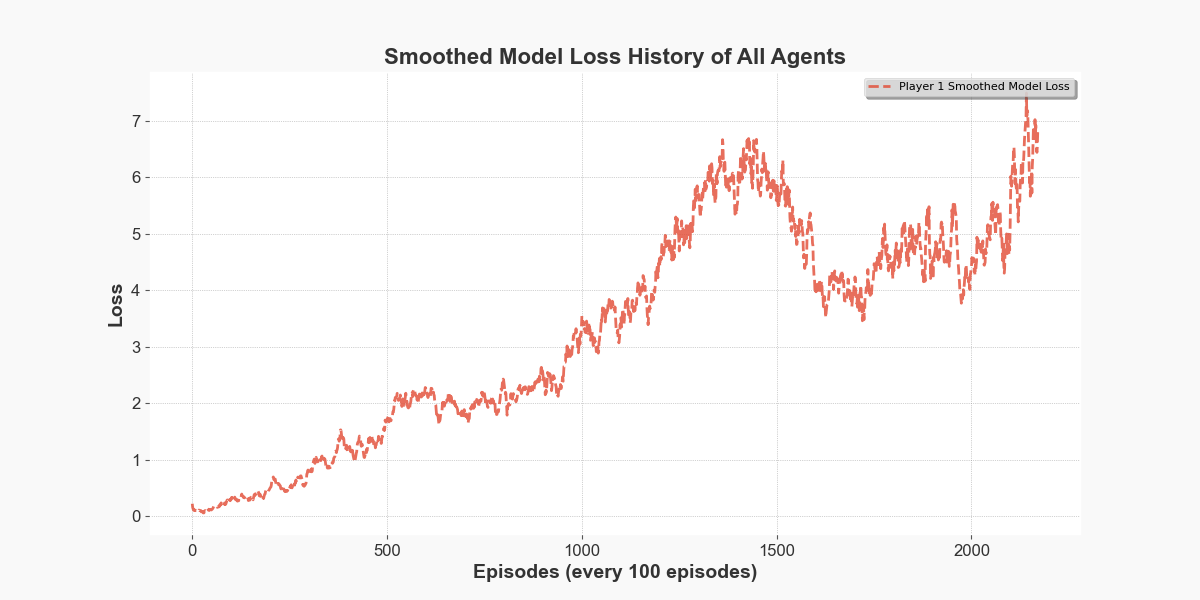 Smoothed Model Loss History of All Agents
Player 1 Smoothed Model Loss
7
6
5
4
3
2
1
0
Loss
0 500 1000 1500 2000
Episodes (every 100 episodes)